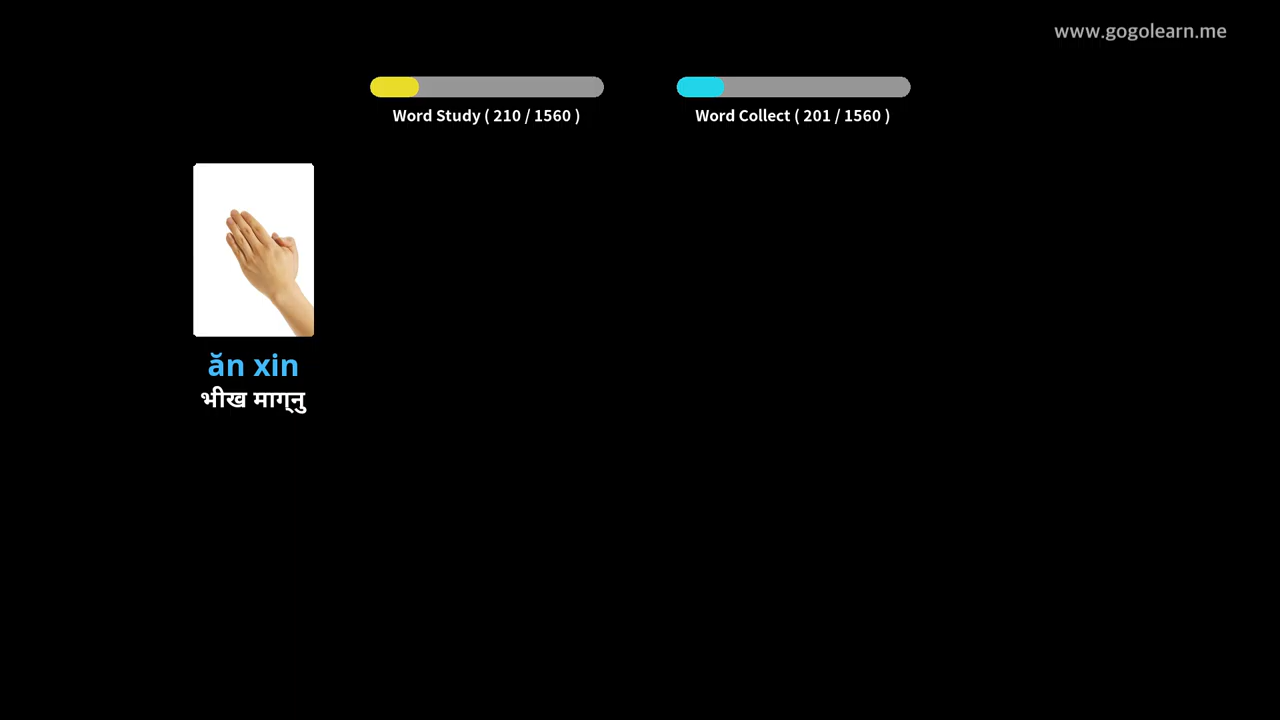 www.gogolearn.me
Word Study ( 210 / 1560 )
Word Collect ( 201 / 1560 )
ăn xin
भीख माग्नु